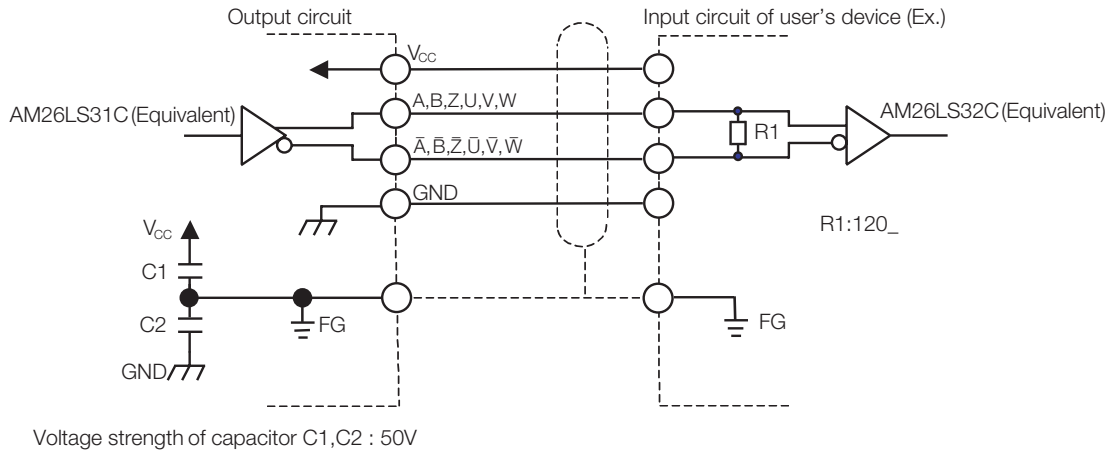 Output circuit
Input circuit of user's device (Ex.)
VCC
AM26LS31C(Equivalent)
A,B,Z,U,V,W
AM26LS32C(Equivalent)
R1
A̅,B̅,Z̅,U̅,V̅,W̅
GND
R1:120_
VCC
C1
C2
FG
FG
GND
Voltage strength of capacitor C1,C2 : 50V